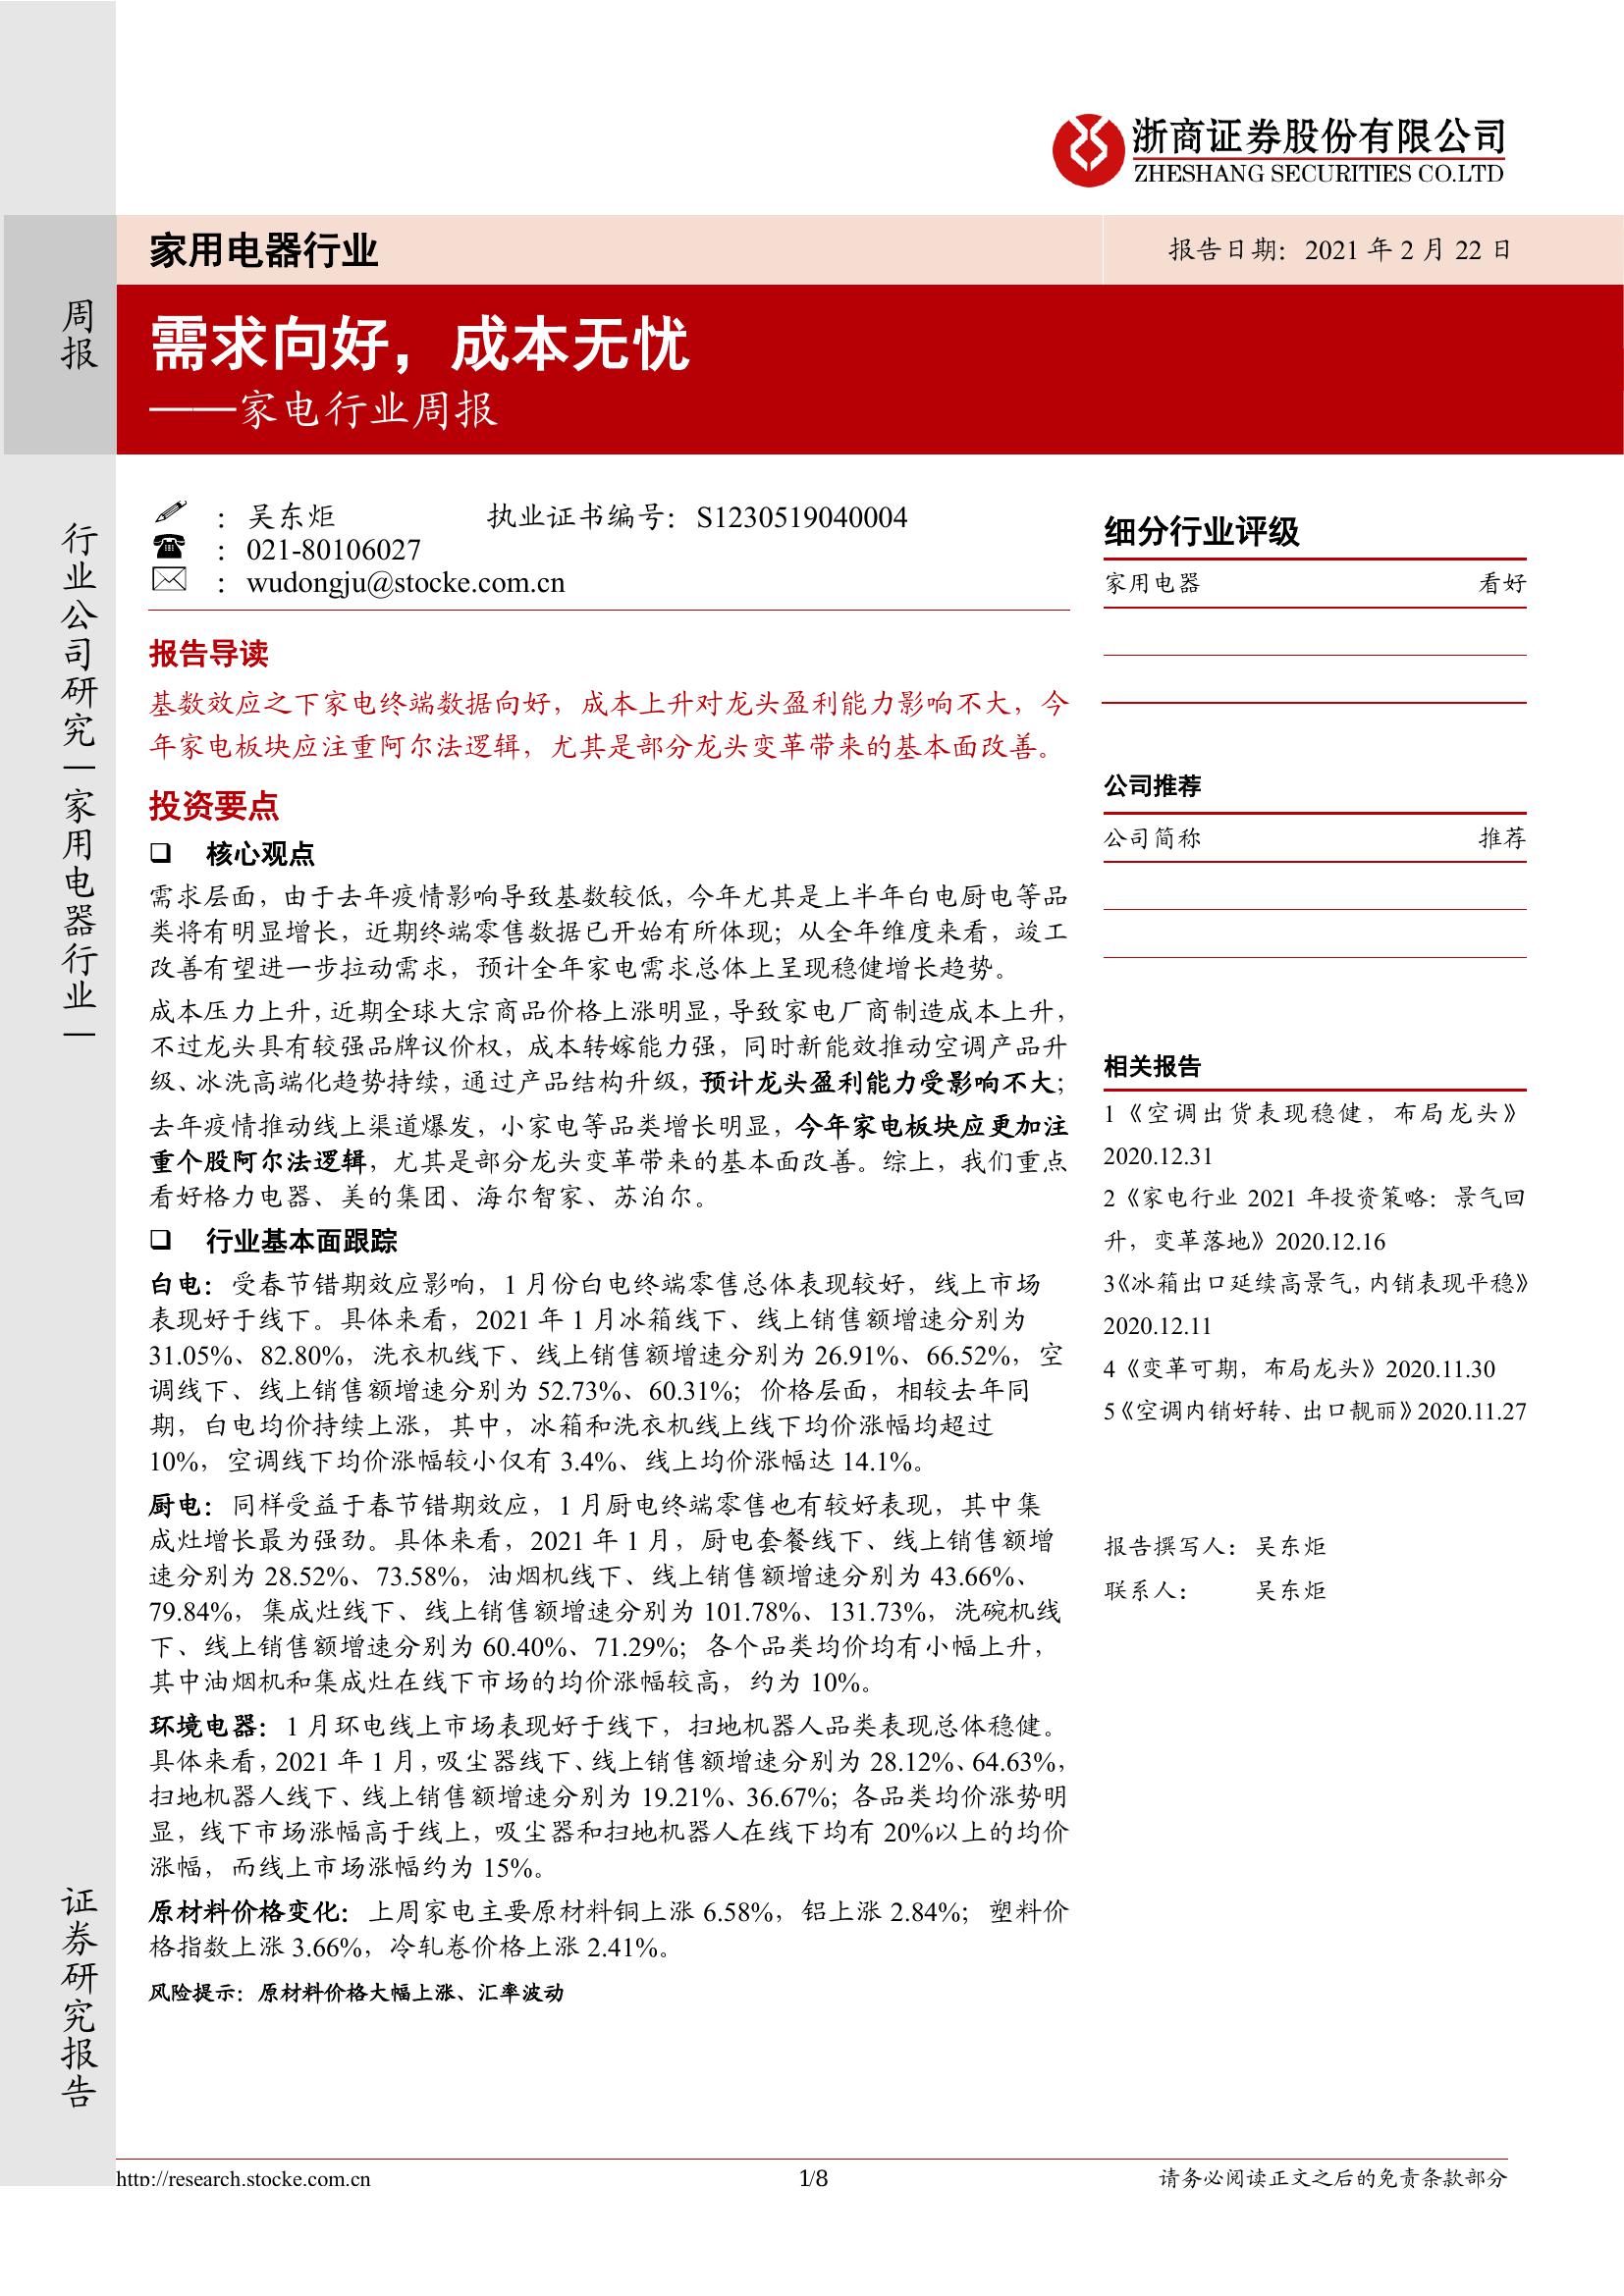 浙商证券股份有限公司
ZHESHANG SECURITIES CO.LTD
家用电器行业
报告日期：2021 年 2 月 22 日
周报
需求向好，成本无忧
——家电行业周报
行业公司研究—家用电器行业—
证券研究报告
：吴东炬 执业证书编号：S1230519040004
：021-80106027
：wudongju@stocke.com.cn
报告导读
基数效应之下家电终端数据向好，成本上升对龙头盈利能力影响不大，今
年家电板块应注重阿尔法逻辑，尤其是部分龙头变革带来的基本面改善。
投资要点
❑ 核心观点
需求层面，由于去年疫情影响导致基数较低，今年尤其是上半年白电厨电等品
类将有明显增长，近期终端零售数据已开始有所体现；从全年维度来看，竣工
改善有望进一步拉动需求，预计全年家电需求总体上呈现稳健增长趋势。
成本压力上升，近期全球大宗商品价格上涨明显，导致家电厂商制造成本上升，
不过龙头具有较强品牌议价权，成本转嫁能力强，同时新能效推动空调产品升
级、冰洗高端化趋势持续，通过产品结构升级，预计龙头盈利能力受影响不大；
去年疫情推动线上渠道爆发，小家电等品类增长明显，今年家电板块应更加注
重个股阿尔法逻辑，尤其是部分龙头变革带来的基本面改善。综上，我们重点
看好格力电器、美的集团、海尔智家、苏泊尔。
❑ 行业基本面跟踪
白电：受春节错期效应影响，1 月份白电终端零售总体表现较好，线上市场
表现好于线下。具体来看，2021 年 1 月冰箱线下、线上销售额增速分别为
31.05%、82.80%，洗衣机线下、线上销售额增速分别为 26.91%、66.52%，空
调线下、线上销售额增速分别为 52.73%、60.31%；价格层面，相较去年同
期，白电均价持续上涨，其中，冰箱和洗衣机线上线下均价涨幅均超过
10%，空调线下均价涨幅较小仅有 3.4%、线上均价涨幅达 14.1%。
厨电：同样受益于春节错期效应，1 月厨电终端零售也有较好表现，其中集
成灶增长最为强劲。具体来看，2021 年 1 月，厨电套餐线下、线上销售额增
速分别为 28.52%、73.58%，油烟机线下、线上销售额增速分别为 43.66%、
79.84%，集成灶线下、线上销售额增速分别为 101.78%、131.73%，洗碗机线
下、线上销售额增速分别为 60.40%、71.29%；各个品类均价均有小幅上升，
其中油烟机和集成灶在线下市场的均价涨幅较高，约为 10%。
环境电器：1 月环电线上市场表现好于线下，扫地机器人品类表现总体稳健。
具体来看，2021 年 1 月，吸尘器线下、线上销售额增速分别为 28.12%、64.63%，
扫地机器人线下、线上销售额增速分别为 19.21%、36.67%；各品类均价涨势明
显，线下市场涨幅高于线上，吸尘器和扫地机器人在线下均有 20%以上的均价
涨幅，而线上市场涨幅约为 15%。
原材料价格变化：上周家电主要原材料铜上涨 6.58%，铝上涨 2.84%；塑料价
格指数上涨 3.66%，冷轧卷价格上涨 2.41%。
风险提示：原材料价格大幅上涨、汇率波动
细分行业评级
家用电器 看好
公司推荐
公司简称 推荐
相关报告
1《空调出货表现稳健，布局龙头》
2020.12.31
2《家电行业 2021 年投资策略：景气回
升，变革落地》2020.12.16
3《冰箱出口延续高景气，内销表现平稳》
2020.12.11
4《变革可期，布局龙头》2020.11.30
5《空调内销好转、出口靓丽》2020.11.27
报告撰写人：吴东炬
联系人： 吴东炬
http://research.stocke.com.cn
1/8
请务必阅读正文之后的免责条款部分